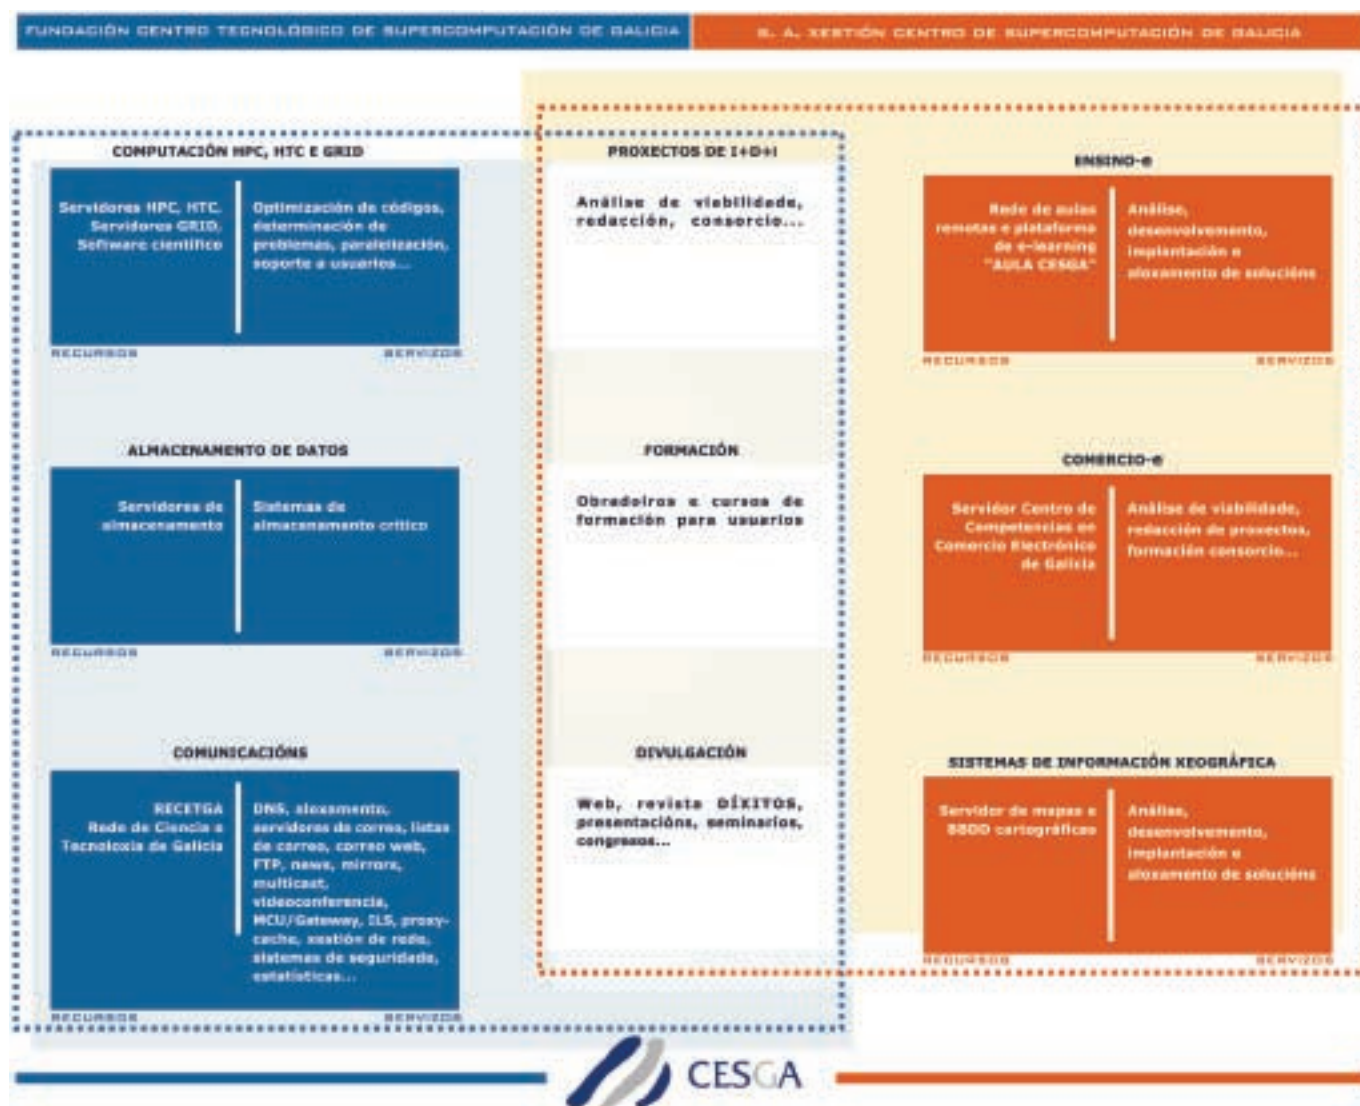 FUNDACIÓN CENTRO TECNOLÓGICO DE SUPERCOMPUTACIÓN DE GALICIA
S. A. XESTIÓN CENTRO DE SUPERCOMPUTACIÓN DE GALICIA
COMPUTACIÓN HPC, HTC E GRID
Servidores HPC, HTC.
Servidores GRID,
Software científico
Optimización de códigos,
determinación de
problemas, paralelización,
soporte a usuarios...
RECURSOS
SERVIZOS
ALMACENAMENTO DE DATOS
Servidores de
almacenamento
Sistemas de
almacenamento crítico
RECURSOS
SERVIZOS
COMUNICACIÓNS
RECETGA
Rede de Ciencia e
Tecnoloxía de Galicia
DNS, aloxamento,
servidores de correo, listas
de correo, correo web,
FTP, news, mirrors,
multicast,
videoconferencia,
MCU/Gateway, ILS, proxy-
cache, xestión de rede,
sistemas de seguridade,
estatísticas...
RECURSOS
SERVIZOS
PROXECTOS DE I+D+I
Análise de viabilidade,
redacción, consorcio...
FORMACIÓN
Obradoiros e cursos de
formación para usuarios
DIVULGACIÓN
Web, revista DÍXITOS,
presentacións, seminarios,
congresos...
ENSINO-e
Rede de aulas
remotas e plataforma
de e-learning
"AULA CESGA"
Análise,
desenvolvemento,
implantación e
aloxamento de solucións
RECURSOS
SERVIZOS
COMERCIO-e
Servidor Centro de
Competencias en
Comercio Electrónico
de Galicia
Análise de viabilidade,
redacción de proxectos,
formación consorcio...
RECURSOS
SERVIZOS
SISTEMAS DE INFORMACIÓN XEOGRÁFICA
Servidor de mapas e
BBDD cartográficas
Análise,
desenvolvemento,
implantación e
aloxamento de solucións
RECURSOS
SERVIZOS
CESGA